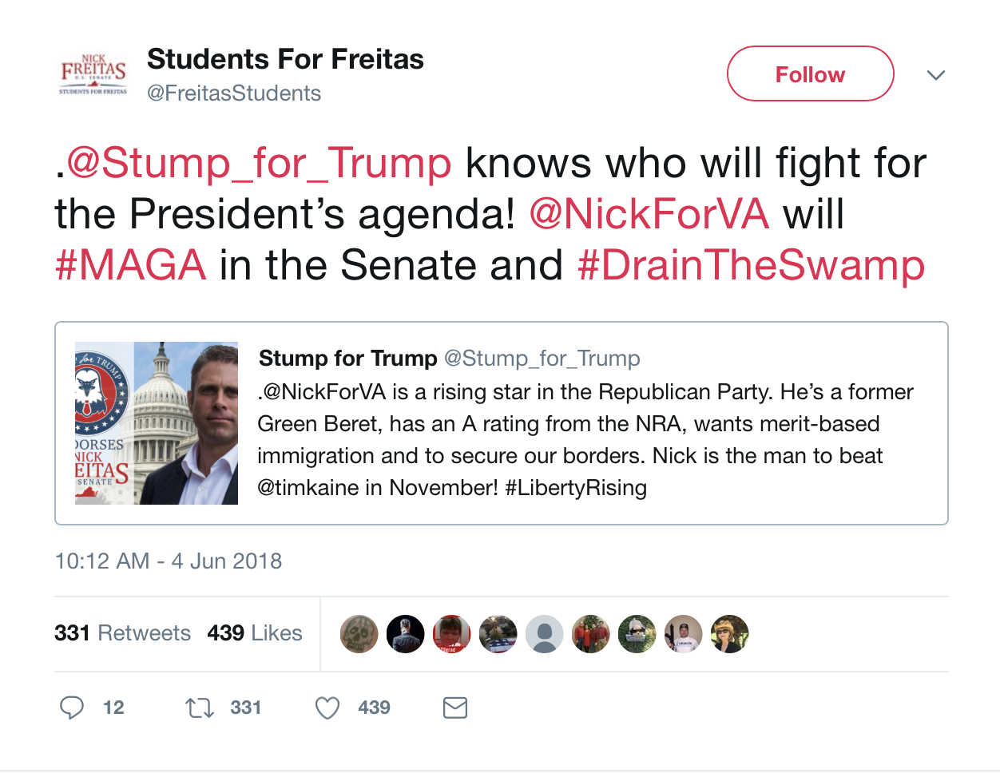 NICK
FREITAS
U.S. SENATE
STUDENTS FOR FREITAS
Students For Freitas
@FreitasStudents
Follow
.@Stump_for_Trump knows who will fight for
the President’s agenda! @NickForVA will
#MAGA in the Senate and #DrainTheSwamp
for TRUMP
DORSES
NICK
EITAS
SENATE
Stump for Trump @Stump_for_Trump
.@NickForVA is a rising star in the Republican Party. He’s a former
Green Beret, has an A rating from the NRA, wants merit-based
immigration and to secure our borders. Nick is the man to beat
@timkaine in November! #LibertyRising
10:12 AM - 4 Jun 2018
331 Retweets 439 Likes
12 331 439